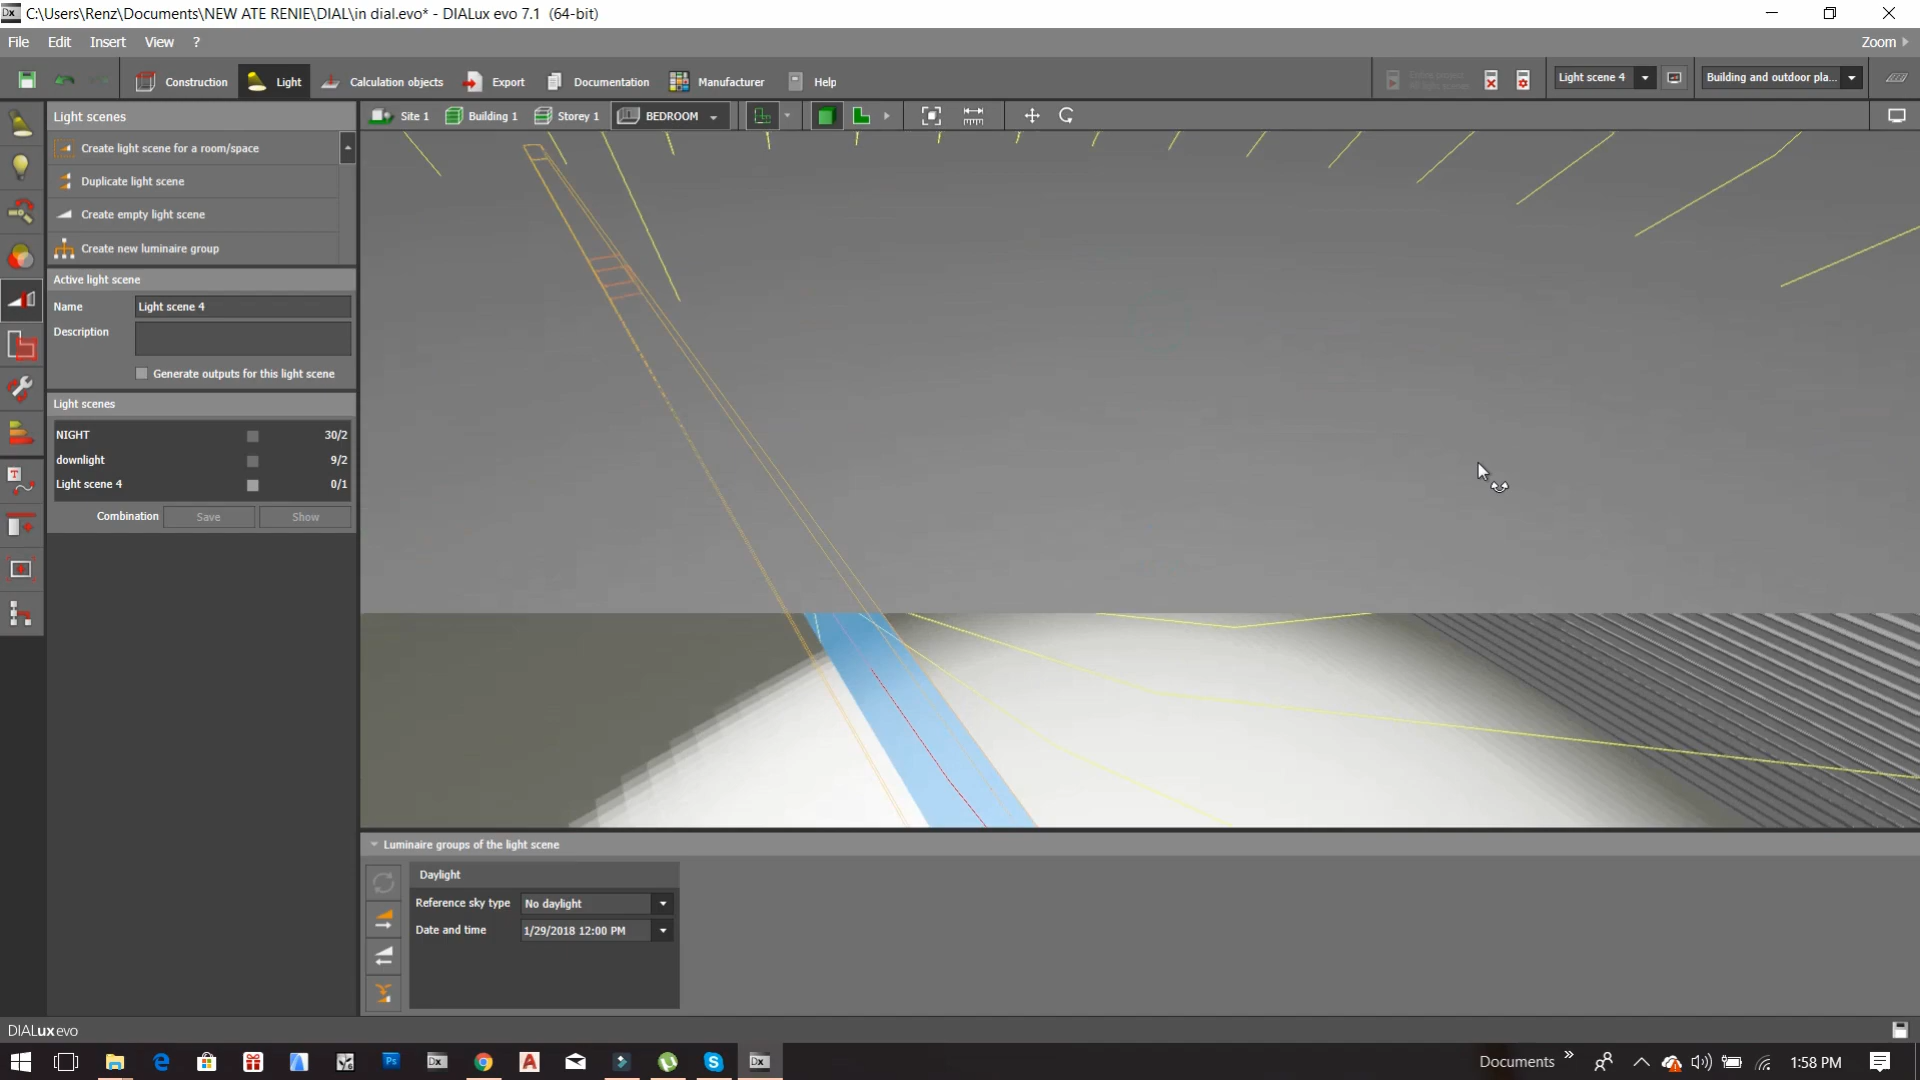 C:\Users\Renz\Documents\NEW ATE RENIE\DIAL\in dial.evo* - DIALux evo 7.1 (64-bit)
File Edit Insert View ?
Zoom
Construction Light Calculation objects Export Documentation Manufacturer Help
Light scene 4
Building and outdoor pla...
Light scenes
Site 1 Building 1 Storey 1 BEDROOM
Create light scene for a room/space
Duplicate light scene
Create empty light scene
Create new luminaire group
Active light scene
Name Light scene 4
Description
Generate outputs for this light scene
Light scenes
NIGHT 30/2
downlight 9/2
Light scene 4 0/1
Combination Save Show
Luminaire groups of the light scene
Daylight
Reference sky type No daylight
Date and time 1/29/2018 12:00 PM
DIALux evo
Documents » 1:58 PM